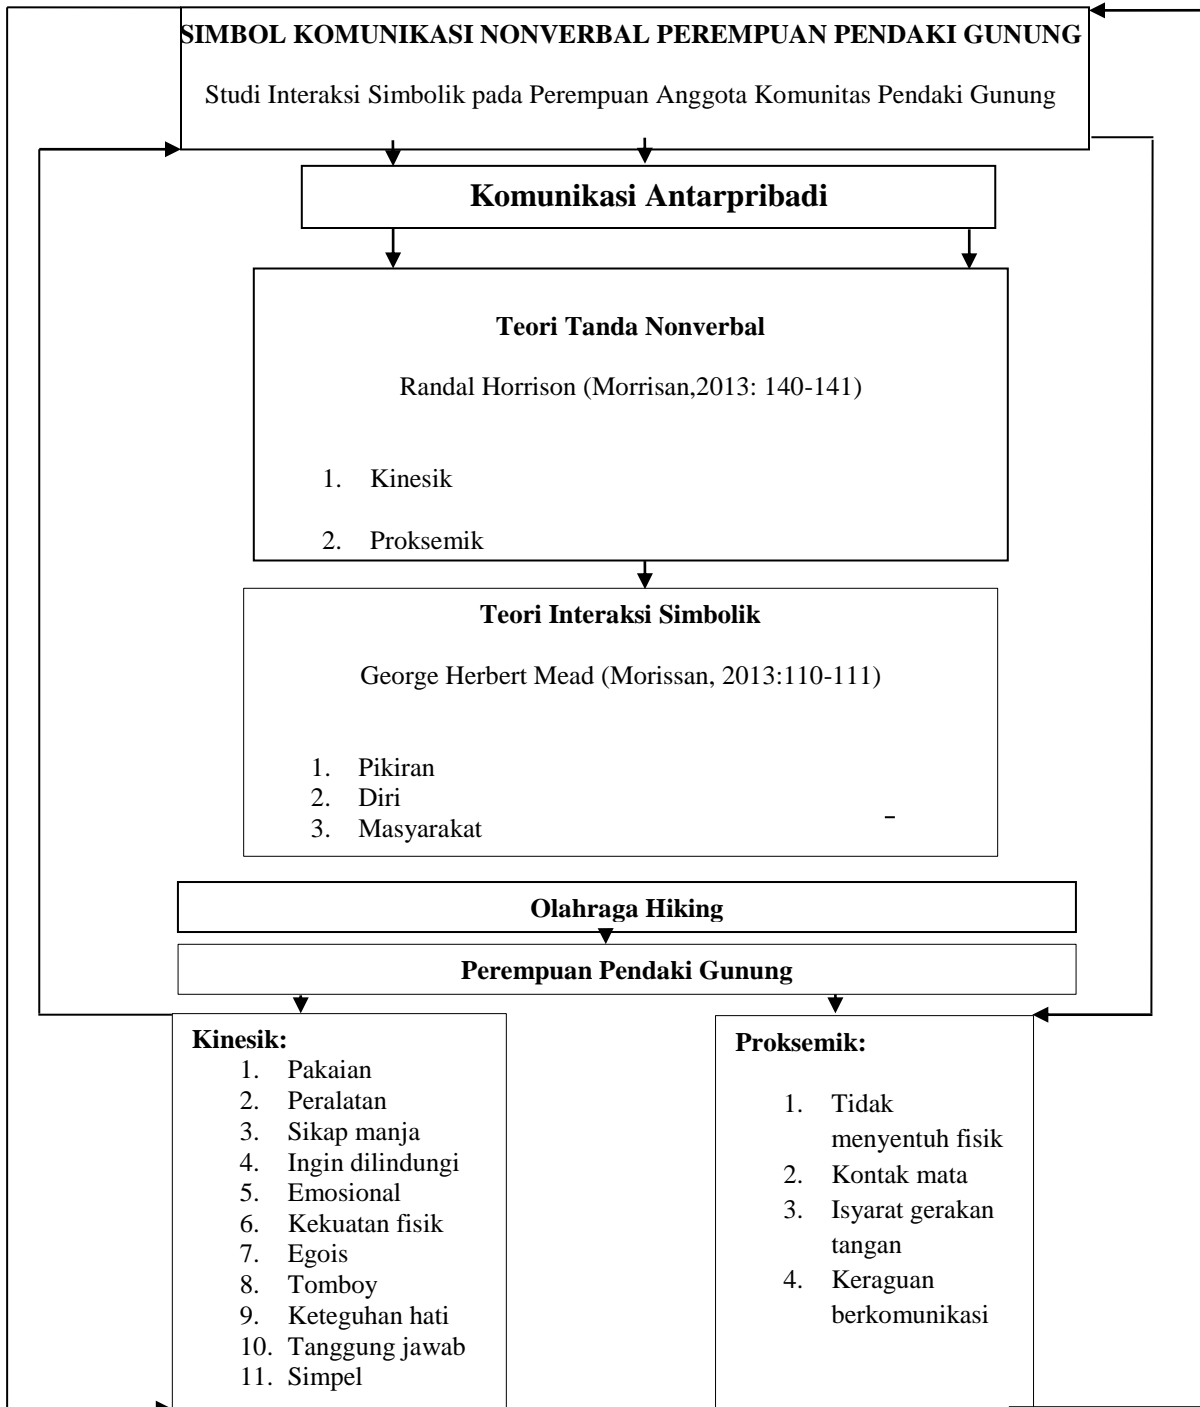 SIMBOL KOMUNIKASI NONVERBAL PEREMPUAN PENDAKI GUNUNG
Studi Interaksi Simbolik pada Perempuan Anggota Komunitas Pendaki Gunung
Komunikasi Antarpribadi
Teori Tanda Nonverbal
Randal Horrison (Morrisan,2013: 140-141)
1. Kinesik
2. Proksemik
Teori Interaksi Simbolik
George Herbert Mead (Morissan, 2013:110-111)
1. Pikiran
2. Diri
3. Masyarakat
Olahraga Hiking
Perempuan Pendaki Gunung
Kinesik:
1. Pakaian
2. Peralatan
3. Sikap manja
4. Ingin dilindungi
5. Emosional
6. Kekuatan fisik
7. Egois
8. Tomboy
9. Keteguhan hati
10. Tanggung jawab
11. Simpel
Proksemik:
1. Tidak
menyentuh fisik
2. Kontak mata
3. Isyarat gerakan
tangan
4. Keraguan
berkomunikasi